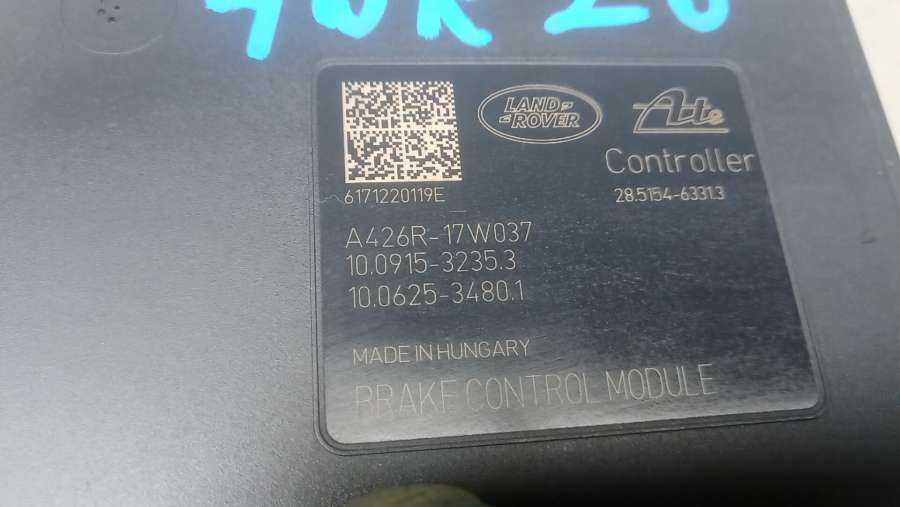 LAND
ROVER
Ate
Controller
6171220119E
28.5154-6331.3
A426R-17W037
10.0915-3235.3
10.0625-3480.1
MADE IN HUNGARY
BRAKE CONTROL MODULE